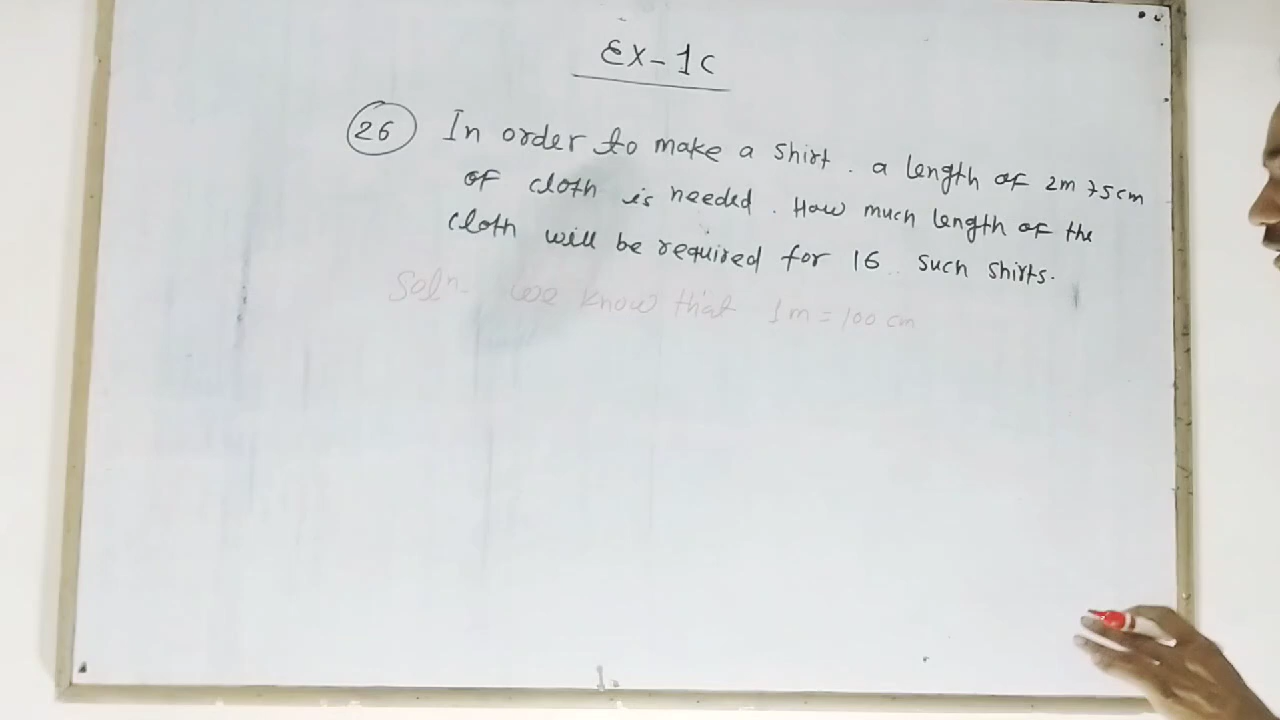 Ex-1c
26 In order to make a shirt. a length of 2m 75cm
of cloth is needed. How much length of the
cloth will be required for 16 such shirts.
Solⁿ- we know that 1m = 100 cm